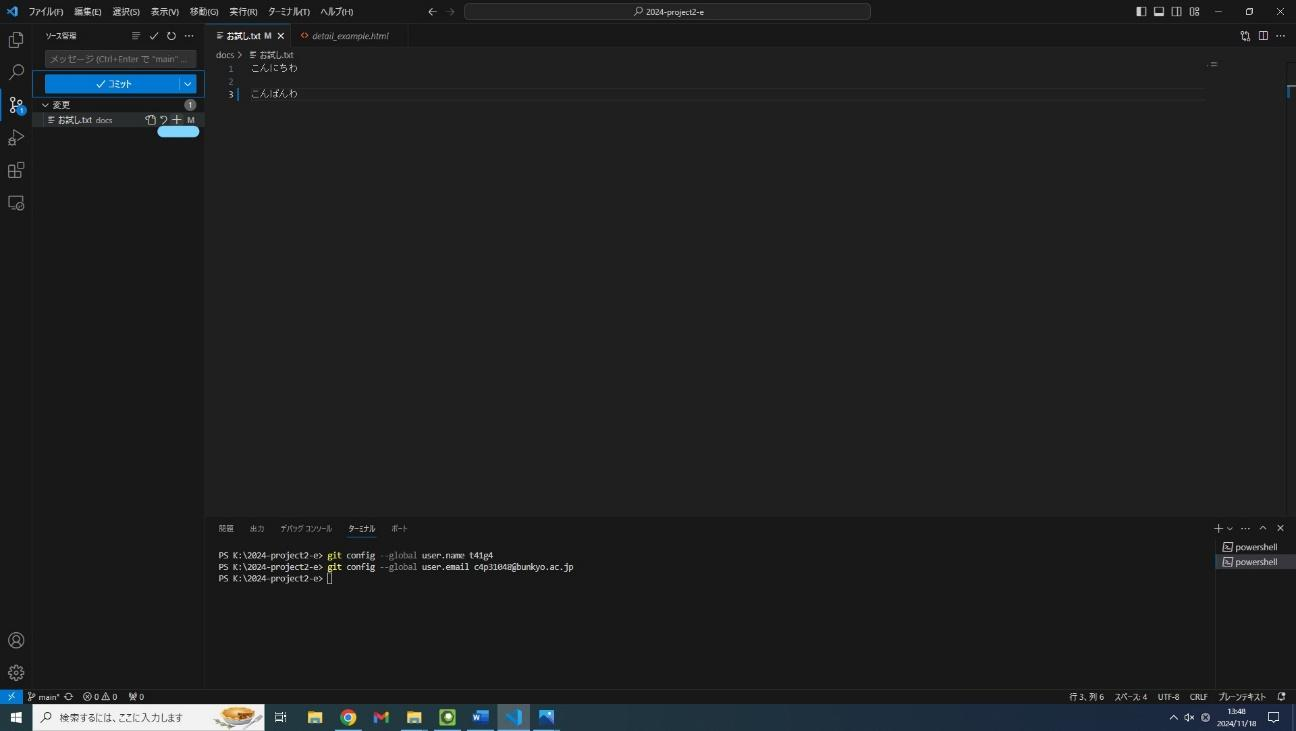 ファイル(F) 編集(E) 選択(S) 表示(V) 移動(G) 実行(R) ターミナル(T) ヘルプ(H)
2024-project2-e
ソース管理
メッセージ (Ctrl+Enter で "main" ...
コミット
変更
1
お試し.txt docs
M
1
お試し.txt M
detail_example.html
docs > お試し.txt
1 こんにちわ
2
3 こんばんわ
問題 出力 デバッグ コンソール ターミナル ポート
PS K:\2024-project2-e> git config --global user.name t41g4
PS K:\2024-project2-e> git config --global user.email c4p31048@bunkyo.ac.jp
PS K:\2024-project2-e>
powershell
powershell
main* 0 0 0
行 3、列 6 スペース: 4 UTF-8 CRLF プレーンテキスト
検索するには、ここに入力します
13:48
2024/11/18